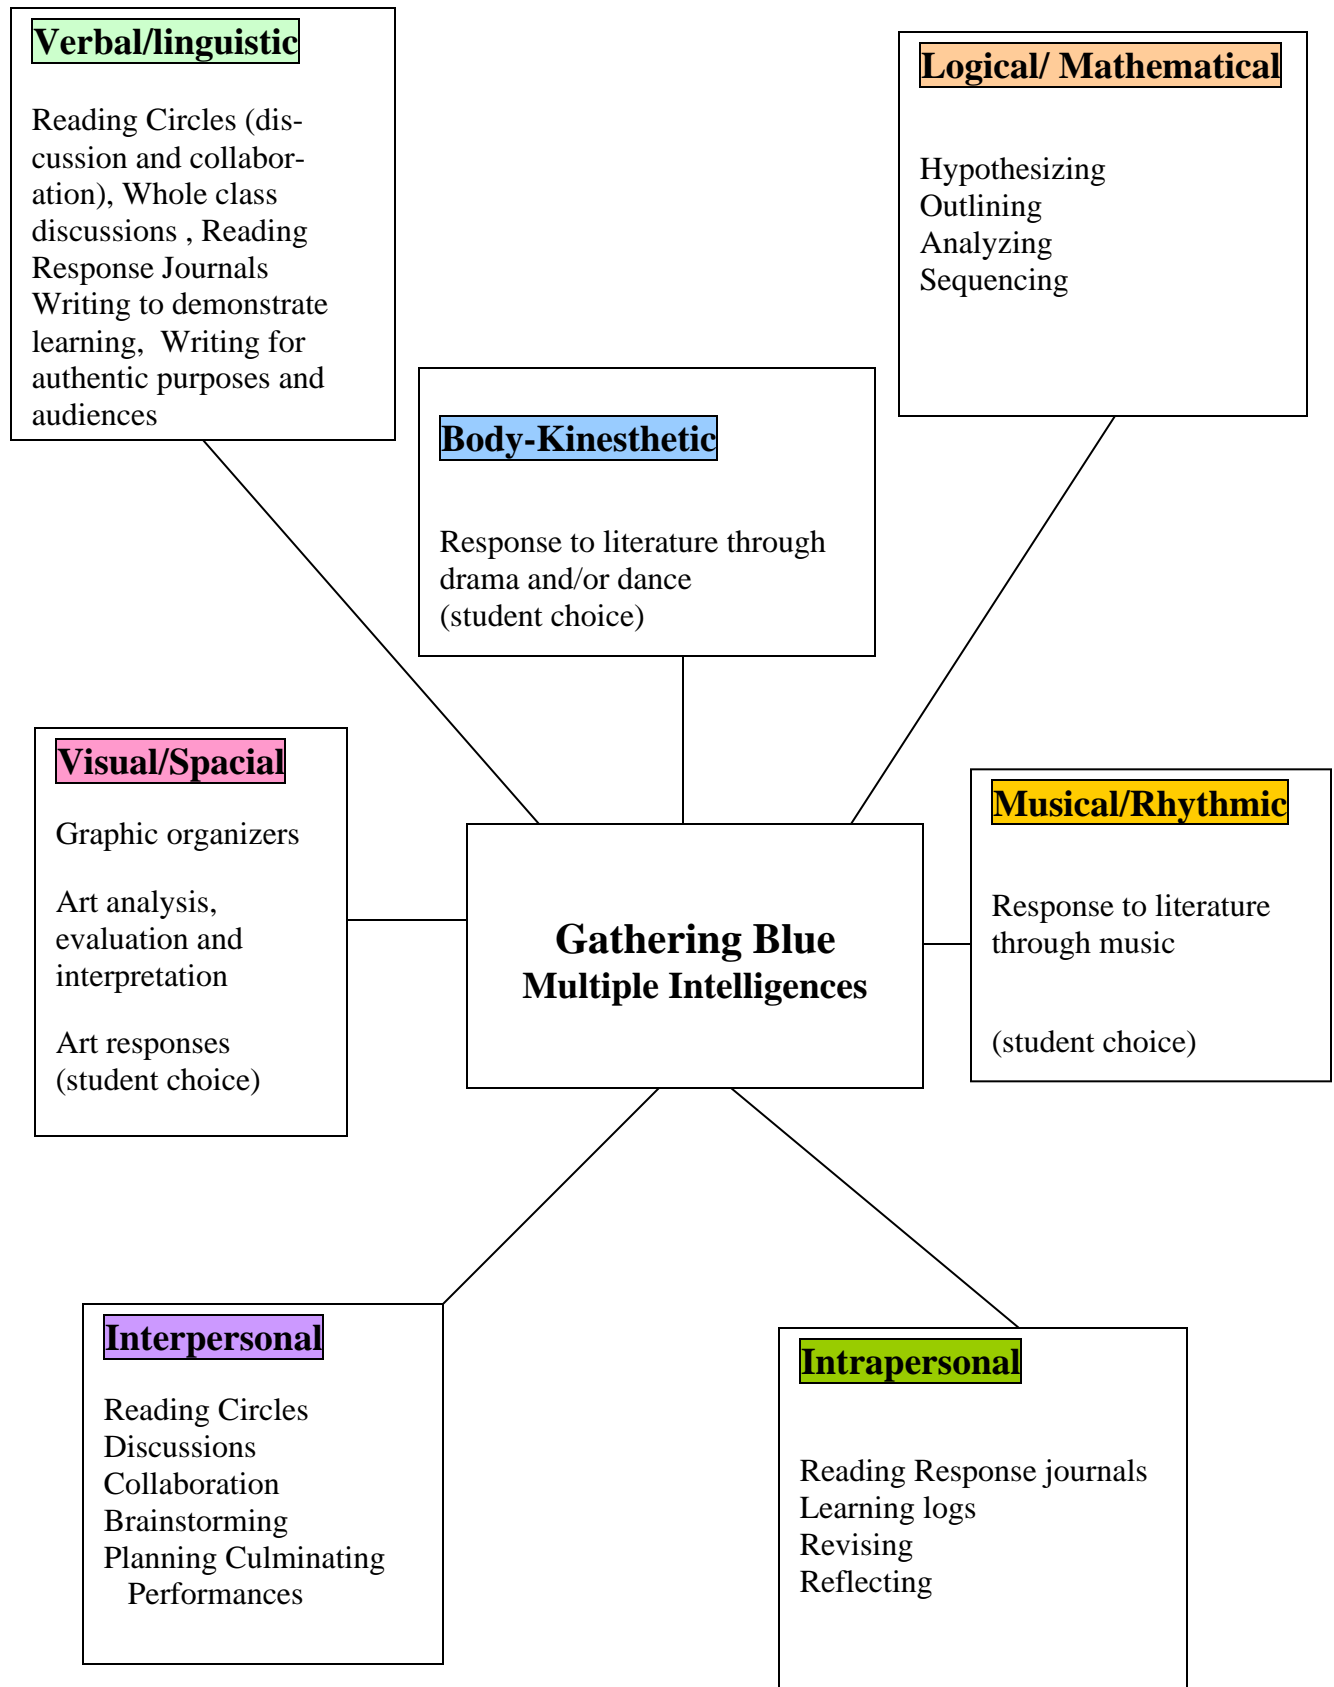 Verbal/linguistic
Reading Circles (dis-
cussion and collabor-
ation), Whole class
discussions , Reading
Response Journals
Writing to demonstrate
learning,  Writing for
authentic purposes and
audiences
Logical/ Mathematical
Hypothesizing
Outlining
Analyzing
Sequencing
Body-Kinesthetic
Response to literature through
drama and/or dance
(student choice)
Visual/Spacial
Graphic organizers
Art analysis,
evaluation and
interpretation
Art responses
(student choice)
Gathering Blue
Multiple Intelligences
Musical/Rhythmic
Response to literature
through music
(student choice)
Interpersonal
Reading Circles
Discussions
Collaboration
Brainstorming
Planning Culminating
Performances
Intrapersonal
Reading Response journals
Learning logs
Revising
Reflecting